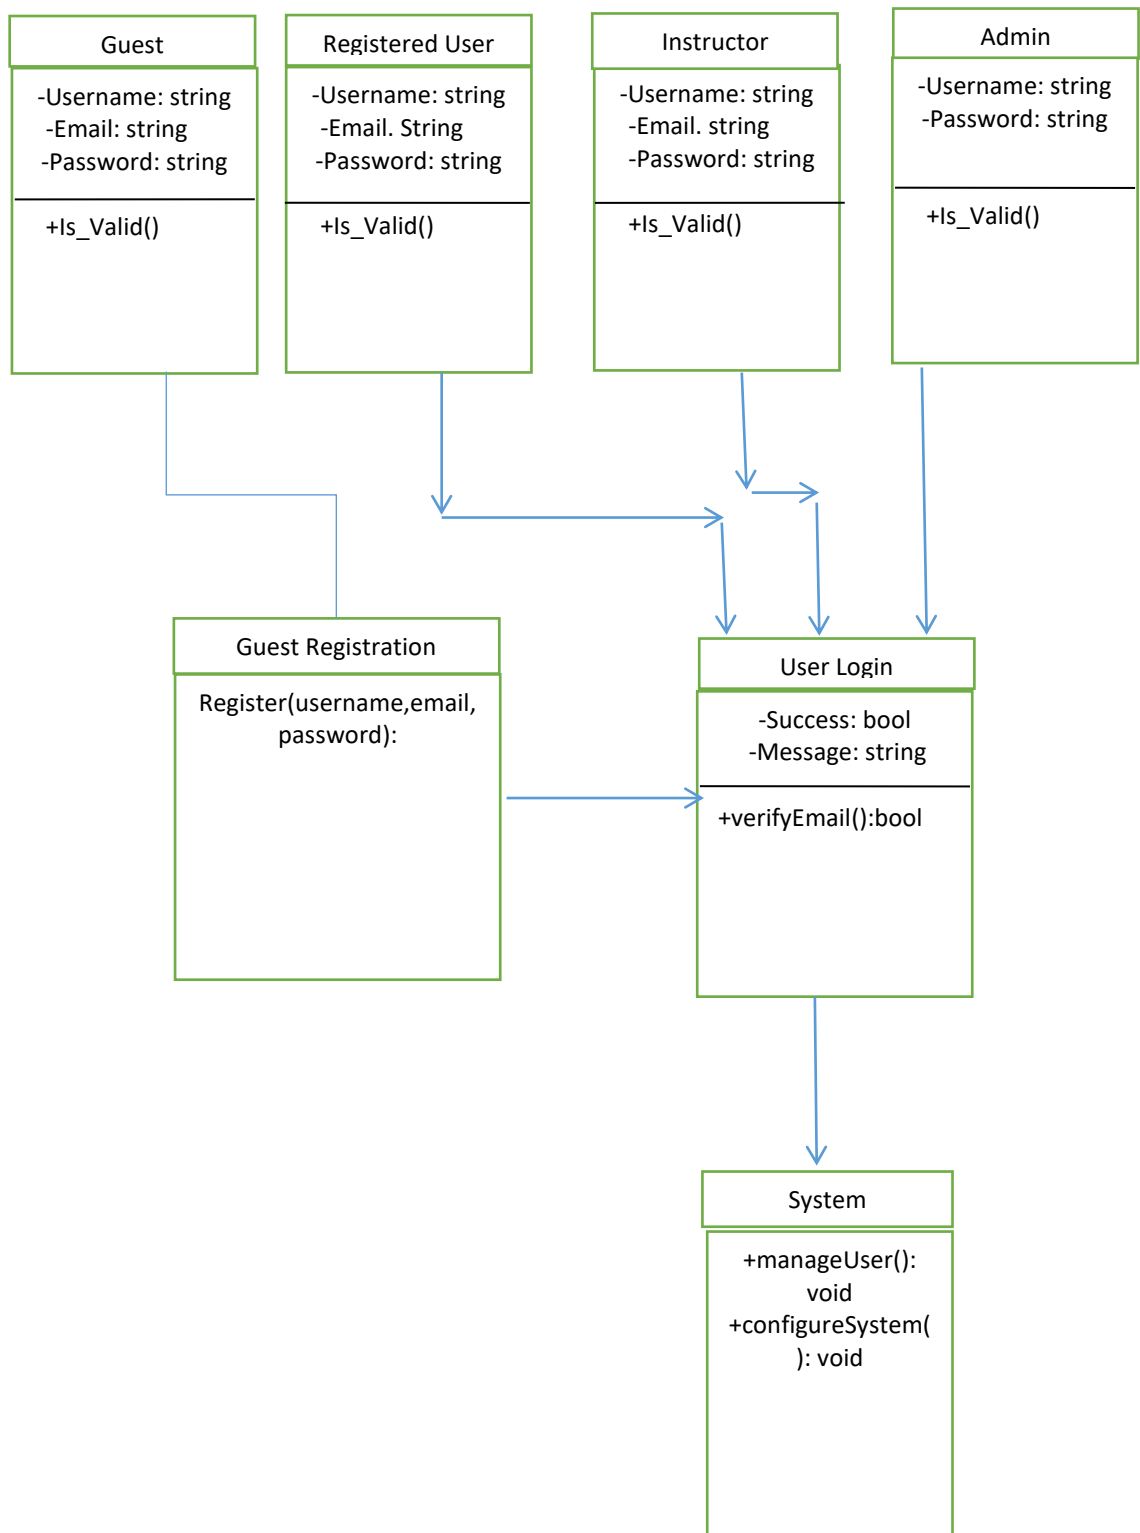 Guest
-Username: string
-Email: string
-Password: string
+Is_Valid()
Registered User
-Username: string
-Email. String
-Password: string
+Is_Valid()
Instructor
-Username: string
-Email. string
-Password: string
+Is_Valid()
Admin
-Username: string
-Password: string
+Is_Valid()
Guest Registration
Register(username,email,
password):
User Login
-Success: bool
-Message: string
+verifyEmail():bool
System
+manageUser():
void
+configureSystem(
): void